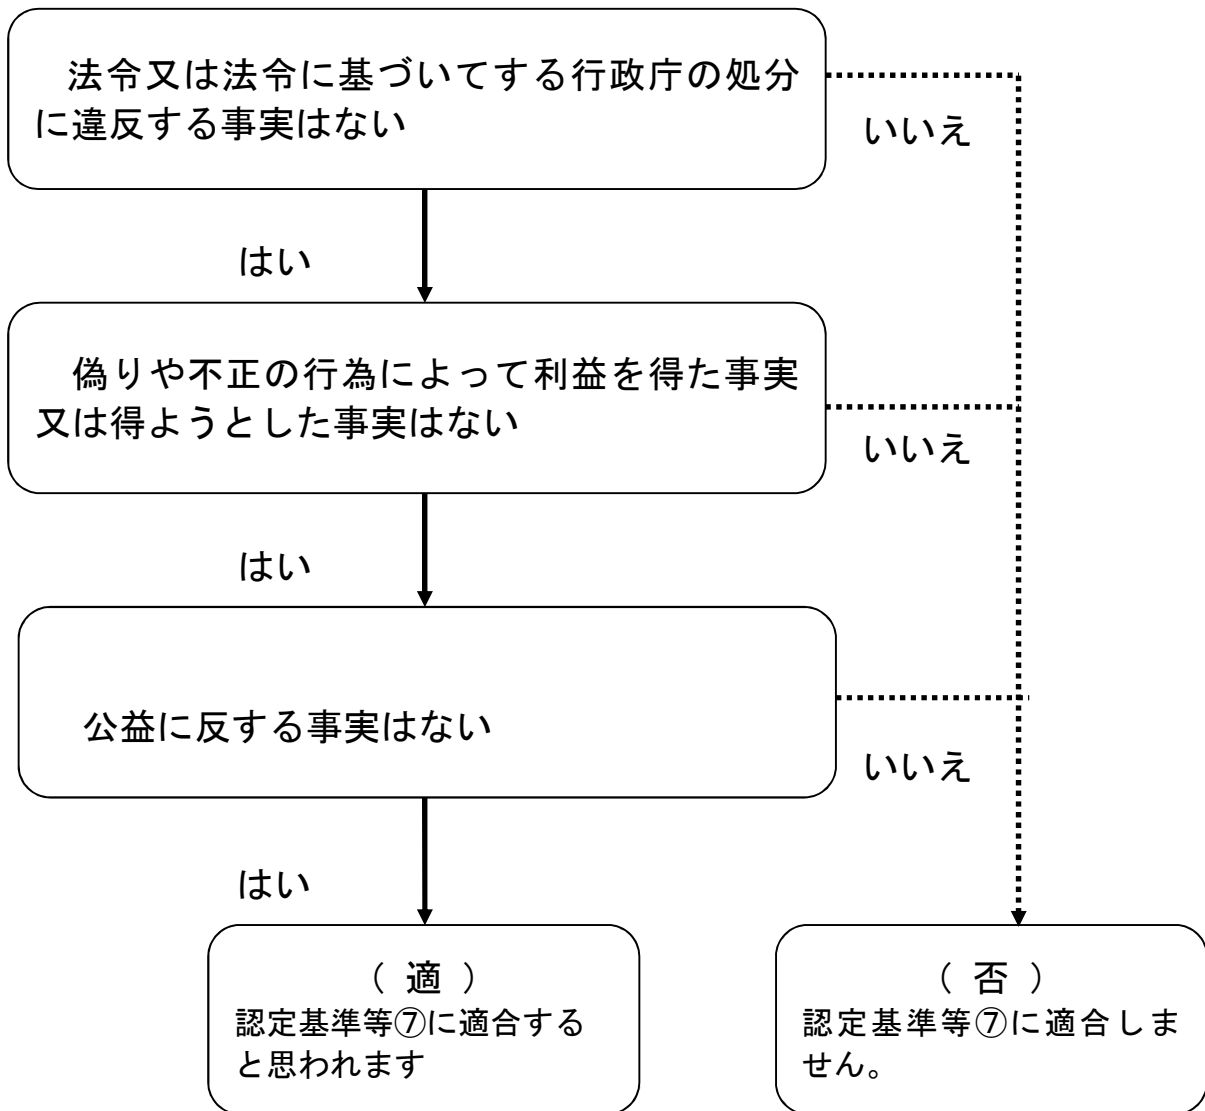 法令又は法令に基づいてする行政庁の処分
に違反する事実はない
いいえ
はい
偽りや不正の行為によって利益を得た事実
又は得ようとした事実はない
いいえ
はい
公益に反する事実はない
いいえ
はい
（ 適 ）
認定基準等⑦に適合する
と思われます
（ 否 ）
認定基準等⑦に適合しま
せん。